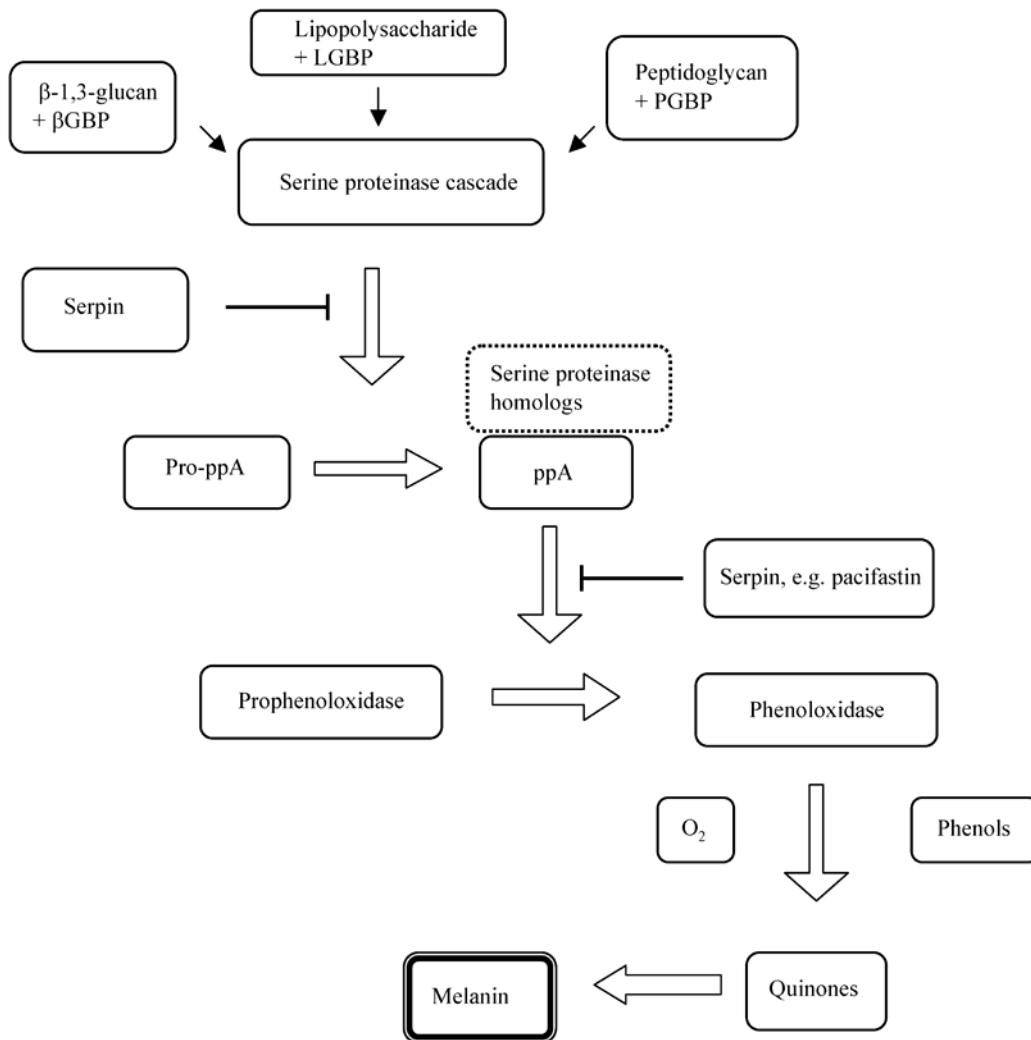 Lipopolysaccharide
+ LGBP
β-1,3-glucan
+ βGBP
Peptidoglycan
+ PGBP
Serine proteinase cascade
Serpin
Serine proteinase
homologs
Pro-ppA
ppA
Serpin, e.g. pacifastin
Prophenoloxidase
Phenoloxidase
O₂
Phenols
Melanin
Quinones